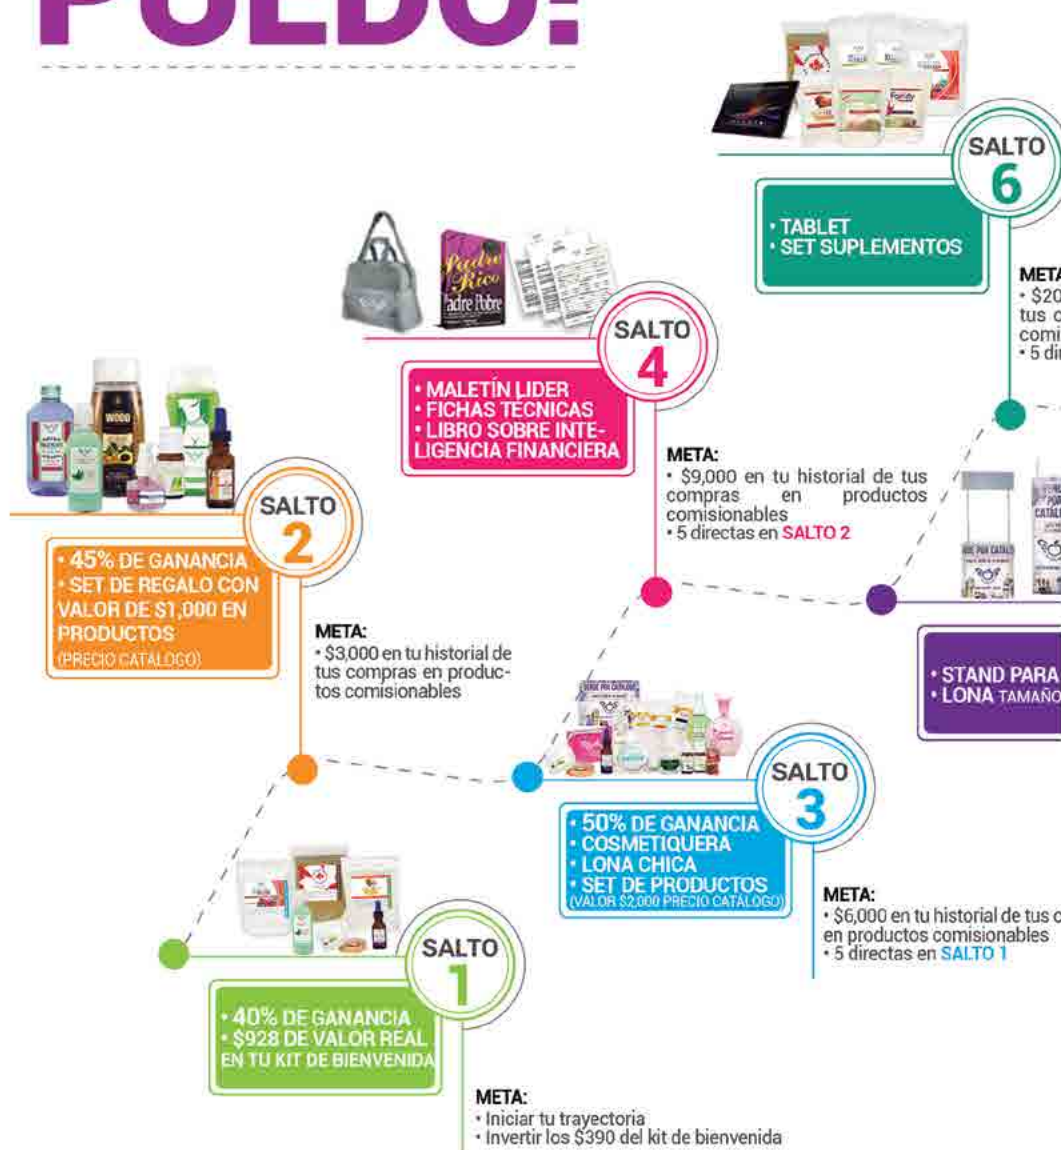 PUEDO!
SALTO
6
• TABLET
• SET SUPLEMENTOS
META
• $20
tus c
comi
• 5 dir
Padre
Rico
Padre Pobre
SALTO
4
• MALETÍN LIDER
• FICHAS TÉCNICAS
• LIBRO SOBRE INTE-
LIGENCIA FINANCIERA
META:
• $9,000 en tu historial de tus
compras en productos
comisionables
• 5 directas en SALTO 2
WOOD
SALTO
2
• 45% DE GANANCIA
• SET DE REGALO CON
VALOR DE $1,000 EN
PRODUCTOS
(PRECIO CATALOGO)
META:
• $3,000 en tu historial de
tus compras en produc-
tos comisionables
• STAND PARA
• LONA TAMAÑO
SALTO
3
• 50% DE GANANCIA
• COSMETIQUERA
• LONA CHICA
• SET DE PRODUCTOS
(VALOR $2,000 PRECIO CATÁLOGO)
META:
• $6,000 en tu historial de tus c
en productos comisionables
• 5 directas en SALTO 1
SALTO
1
• 40% DE GANANCIA
• $928 DE VALOR REAL
EN TU KIT DE BIENVENIDA
META:
• Iniciar tu trayectoria
• Invertir los $390 del kit de bienvenida